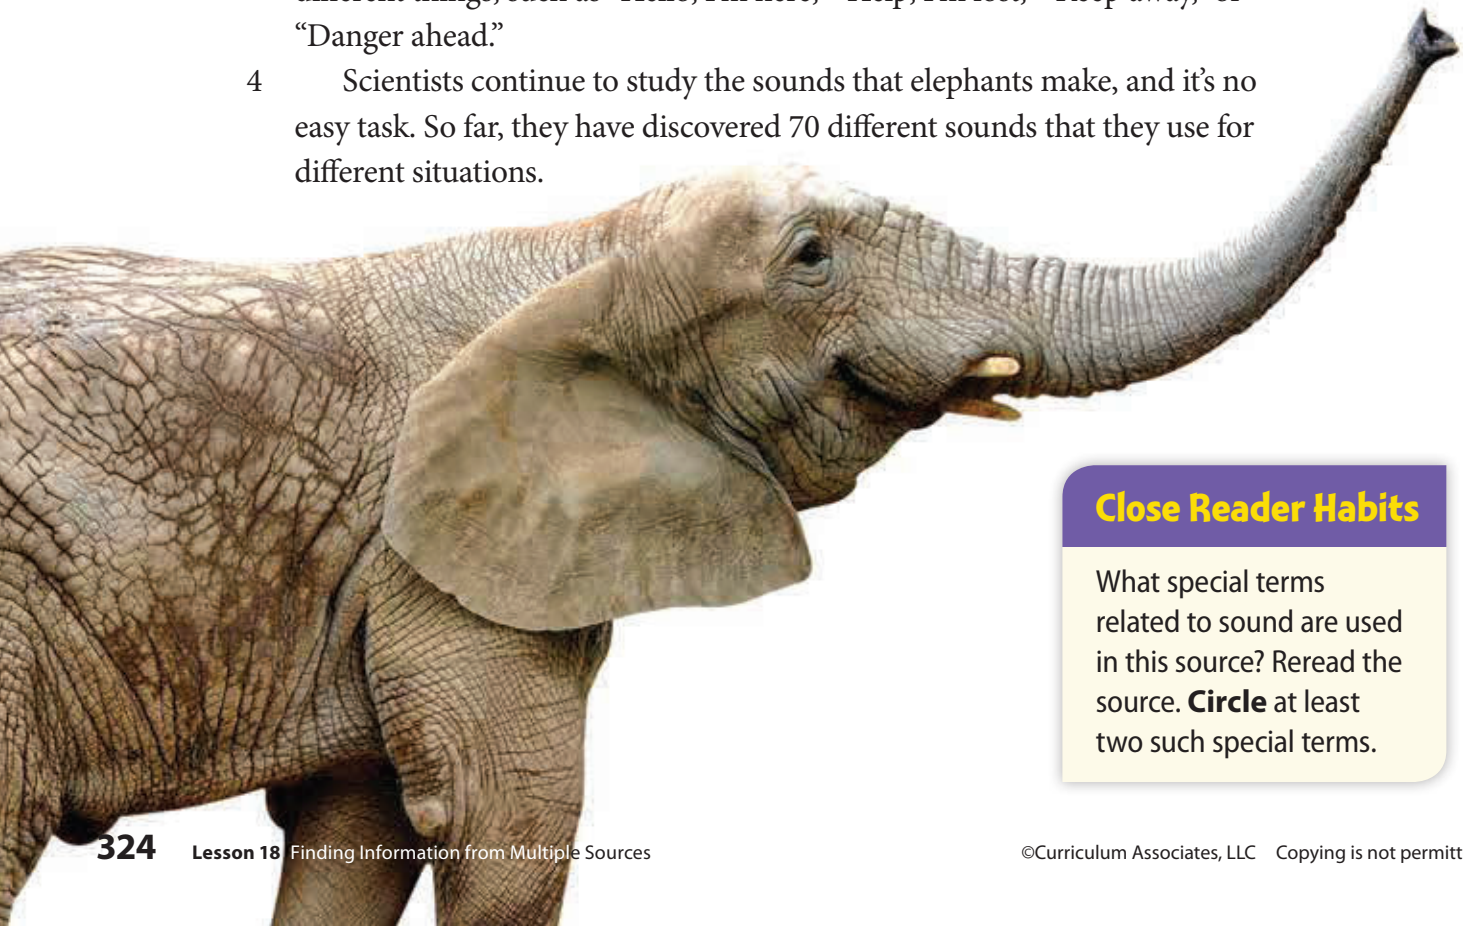 “Danger ahead.”
4 Scientists continue to study the sounds that elephants make, and it’s no
easy task. So far, they have discovered 70 different sounds that they use for
different situations.
Close Reader Habits
What special terms
related to sound are used
in this source? Reread the
source. Circle at least
two such special terms.
324 Lesson 18 Finding Information from Multiple Sources
©Curriculum Associates, LLC Copying is not permitt